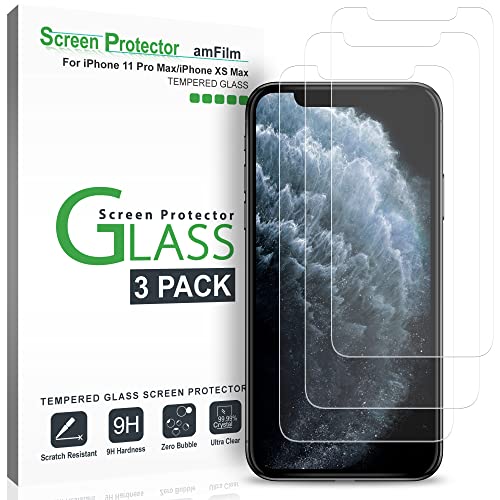 Screen Protector amFilm
For iPhone 11 Pro Max/iPhone XS Max
TEMPERED GLASS
Screen Protector
GLASS
3 PACK
TEMPERED GLASS SCREEN PROTECTOR
9H
99.99%
Crystal
Scratch Resistant
9H Hardness
Zero Bubble
Ultra Clear